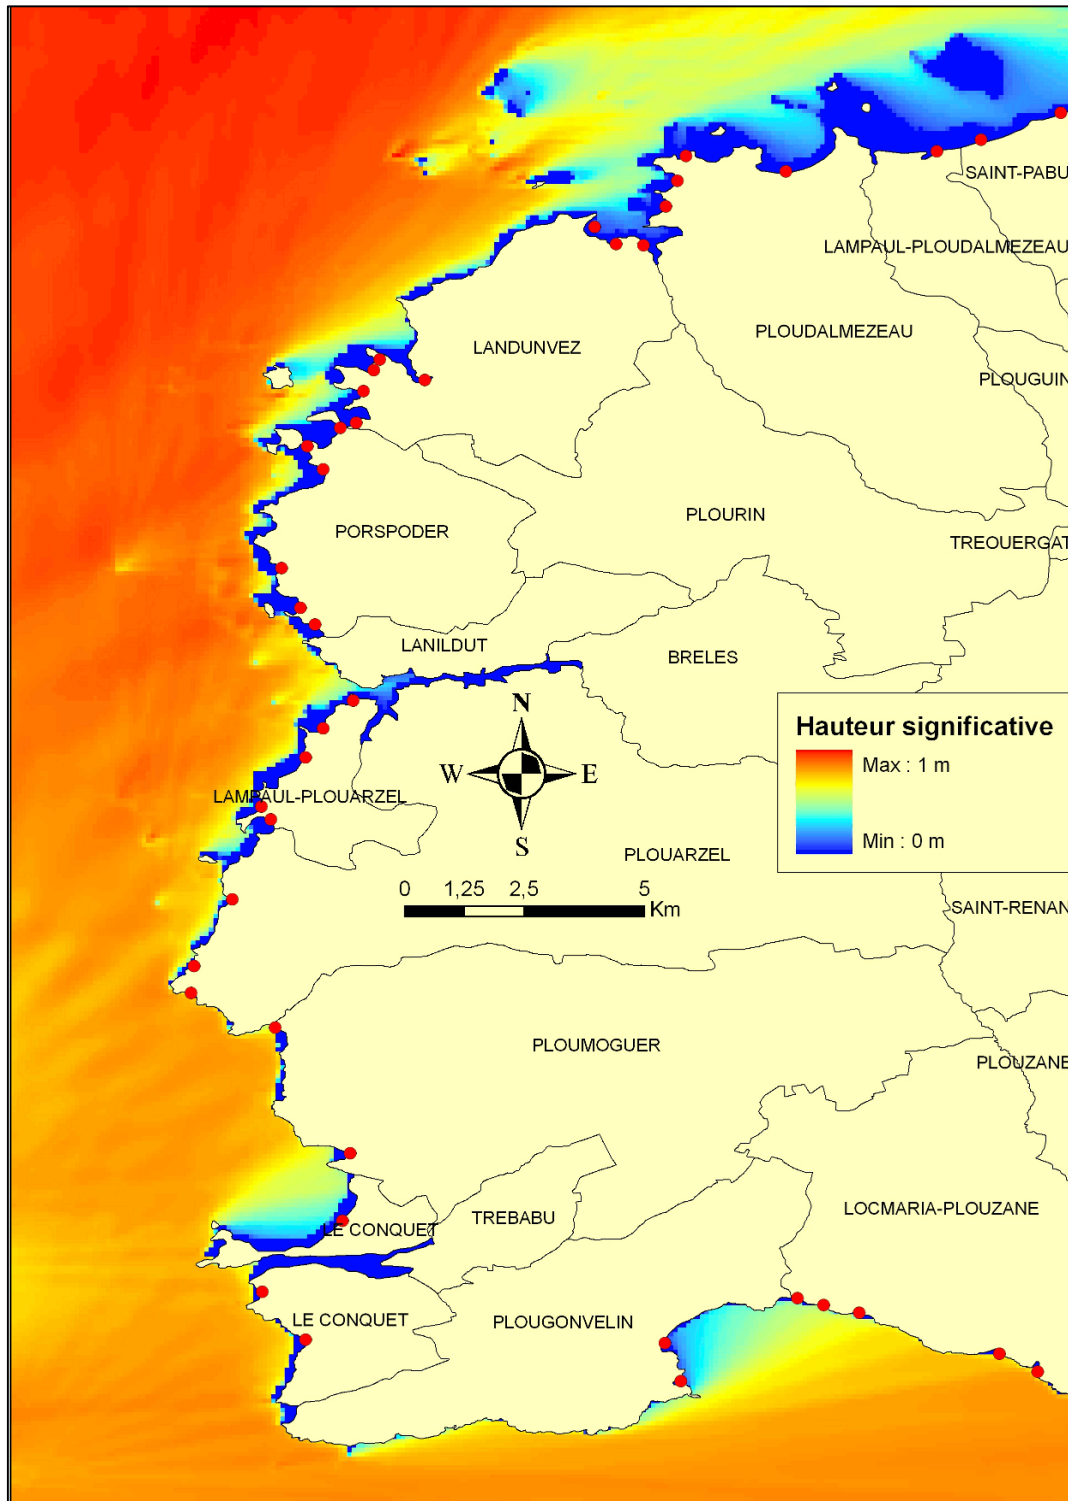 SAINT-PABU
LAMPAUL-PLOUDALMEZEAU
PLOUDALMEZEAU
LANDUNVEZ
PLOUGUIN
PLOURIN
PORSPODER
TREOUERGAT
LANILDUT
BRELES
N
W E
S
Hauteur significative
Max : 1 m
Min : 0 m
LAMPAUL-PLOUARZEL
PLOUARZEL
0 1,25 2,5 5
Km
SAINT-RENAN
PLOUMOGUER
PLOUZANE
LOCMARIA-PLOUZANE
TREBABU
LE CONQUET
LE CONQUET
PLOUGONVELIN